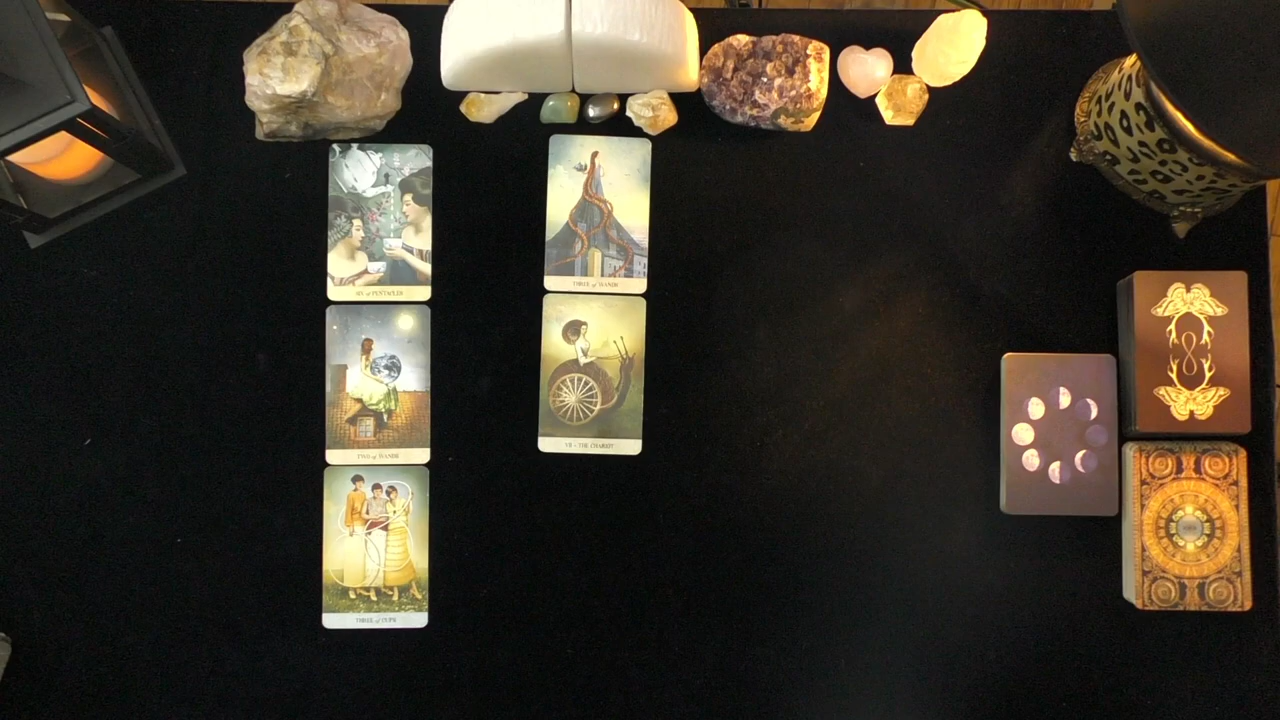 SIX of PENTACLES
TWO of WANDS
THREE of CUPS
THREE of WANDS
VII - THE CHARIOT